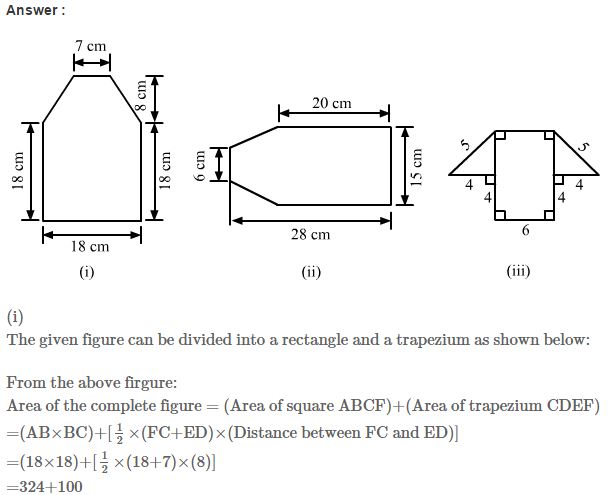 Answer :
7 cm
8 cm
18 cm
18 cm
18 cm
(i)
20 cm
6 cm
15 cm
28 cm
(ii)
5
5
4
4
4
4
6
(iii)
(i)
The given figure can be divided into a rectangle and a trapezium as shown below:
From the above firgure:
Area of the complete figure = (Area of square ABCF)+(Area of trapezium CDEF)
=(AB×BC)+[½ ×(FC+ED)×(Distance between FC and ED)]
=(18×18)+[½ ×(18+7)×(8)]
=324+100